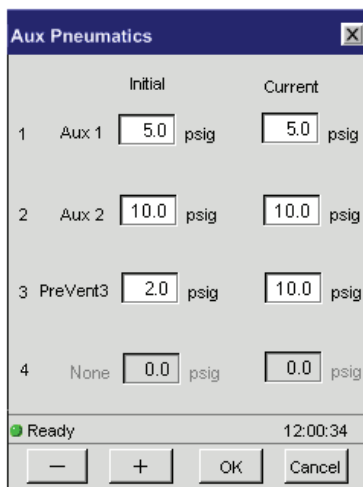 Aux Pneumatics
Initial Current
1 Aux 1 5.0 psig 5.0 psig
2 Aux 2 10.0 psig 10.0 psig
3 PreVent3 2.0 psig 10.0 psig
4 None 0.0 psig 0.0 psig
Ready 12:00:34
− + OK Cancel